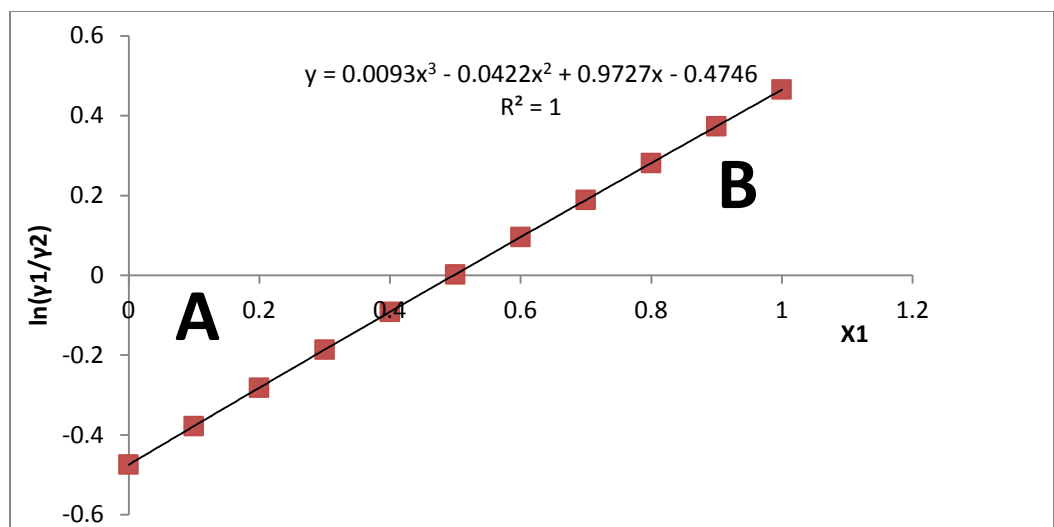 0.6
y = 0.0093x³ - 0.0422x² + 0.9727x - 0.4746
R² = 1
0.4
B
0.2
ln(γ1/γ2)
0
0 0.2 0.4 0.6 0.8 1 1.2
A
X1
-0.2
-0.4
-0.6